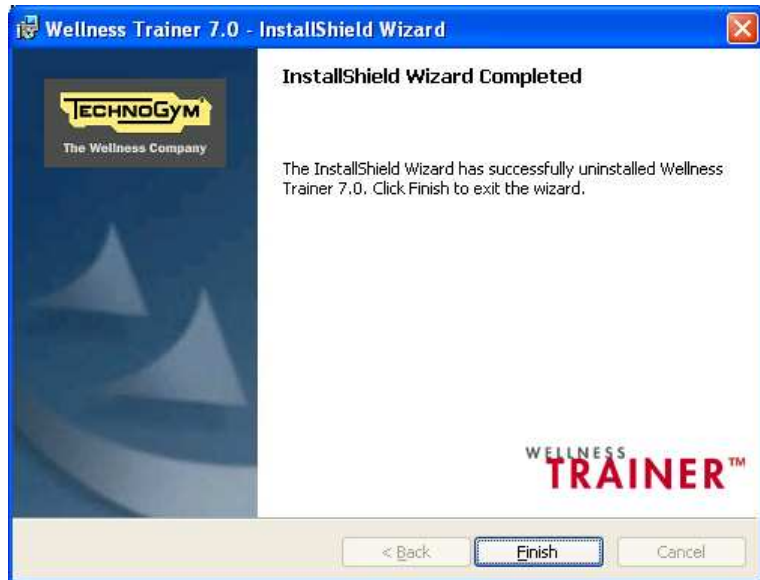 Wellness Trainer 7.0 - InstallShield Wizard
TECHNOGYM
The Wellness Company
InstallShield Wizard Completed
The InstallShield Wizard has successfully uninstalled Wellness
Trainer 7.0. Click Finish to exit the wizard.
WELLNESS
TRAINER™
< Back
Finish
Cancel